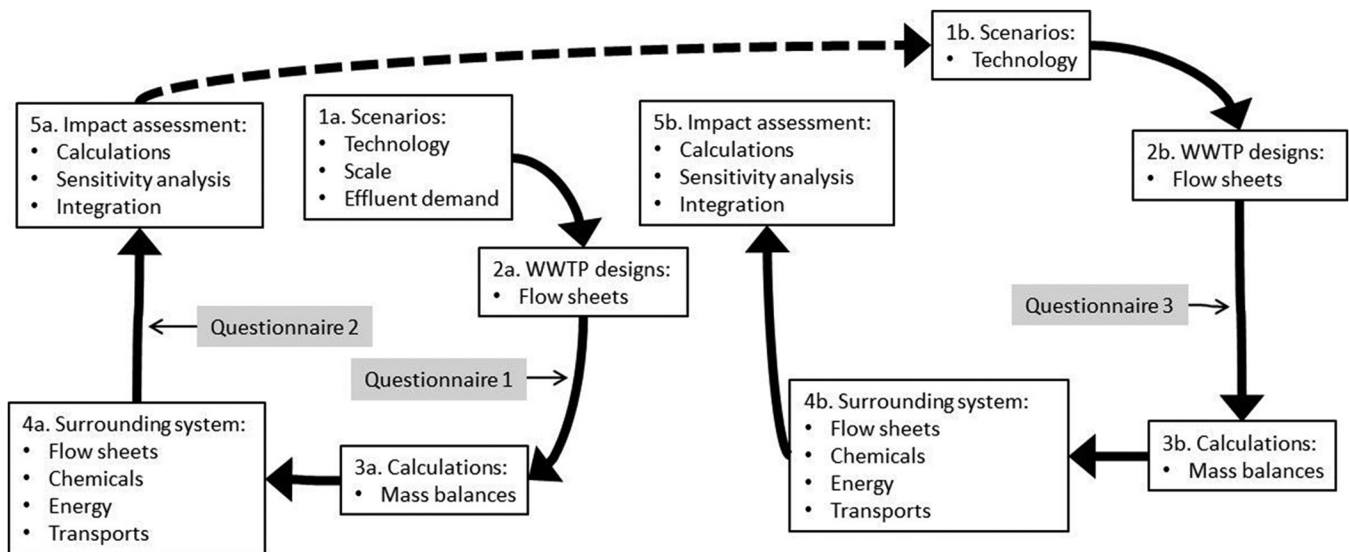 1a. Scenarios:
• Technology
• Scale
• Effluent demand
2a. WWTP designs:
• Flow sheets
Questionnaire 1
3a. Calculations:
• Mass balances
4a. Surrounding system:
• Flow sheets
• Chemicals
• Energy
• Transports
Questionnaire 2
5a. Impact assessment:
• Calculations
• Sensitivity analysis
• Integration
1b. Scenarios:
• Technology
2b. WWTP designs:
• Flow sheets
Questionnaire 3
3b. Calculations:
• Mass balances
4b. Surrounding system:
• Flow sheets
• Chemicals
• Energy
• Transports
5b. Impact assessment:
• Calculations
• Sensitivity analysis
• Integration